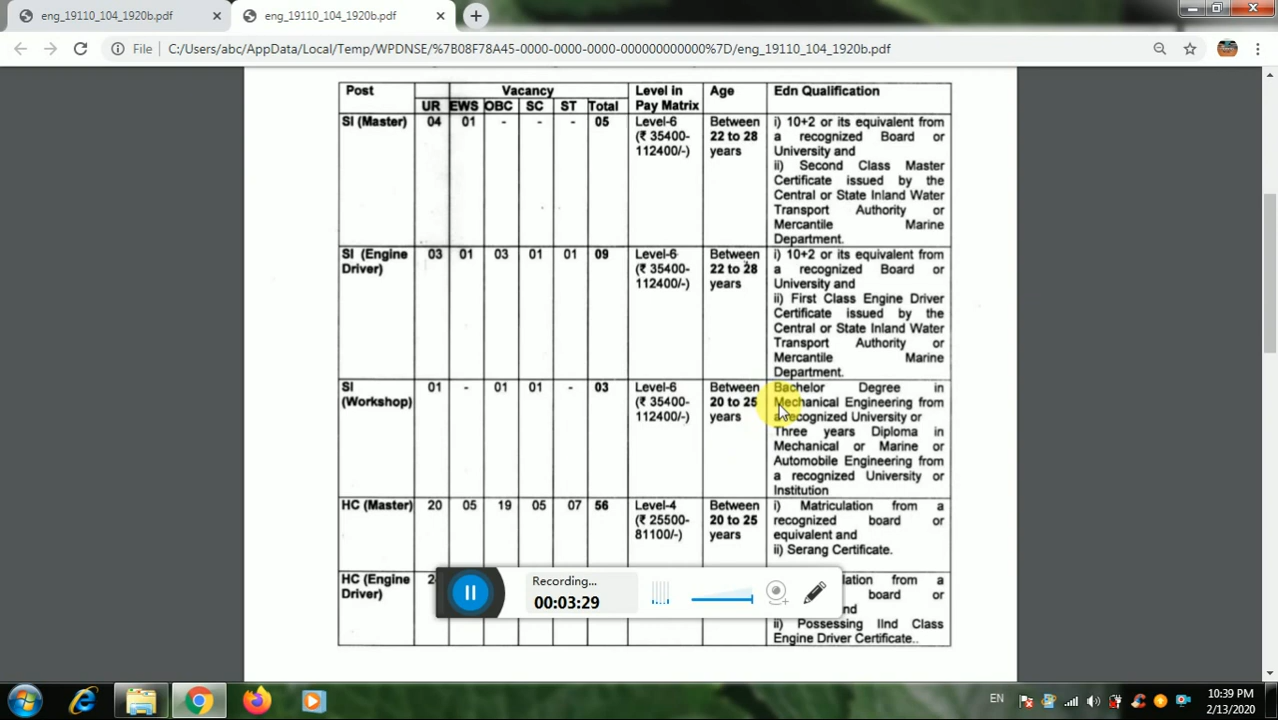 eng_19110_104_1920b.pdf
eng_19110_104_1920b.pdf
File
C:/Users/abc/AppData/Local/Temp/WPDNSE/%7B08F78A45-0000-0000-0000-000000000000%7D/eng_19110_104_1920b.pdf
Post Vacancy Level in Pay Matrix Age Edn Qualification
UR EWS OBC SC ST Total
SI (Master) 04 01 - - - 05 Level-6 Between i) 10+2 or its equivalent from
(₹ 35400- 22 to 28 a recognized Board or
112400/-) years University and
ii) Second Class Master
Certificate issued by the
Central or State Inland Water
Transport Authority or
Mercantile Marine
Department.
SI (Engine 03 01 03 01 01 09 Level-6 Between i) 10+2 or its equivalent from
Driver) (₹ 35400- 22 to 28 a recognized Board or
112400/-) years University and
ii) First Class Engine Driver
Certificate issued by the
Central or State Inland Water
Transport Authority or
Mercantile Marine
Department.
SI 01 - 01 01 - 03 Level-6 Between Bachelor Degree in
(Workshop) (₹ 35400- 20 to 25 Mechanical Engineering from
112400/-) years a recognized University or
Three years Diploma in
Mechanical or Marine or
Automobile Engineering from
a recognized University or
Institution
HC (Master) 20 05 19 05 07 56 Level-4 Between i) Matriculation from a
(₹ 25500- 20 to 25 recognized board or
81100/-) years equivalent and
ii) Serang Certificate.
HC (Engine a
Driver) board or
ii) Possessing IInd Class
Engine Driver Certificate..
Recording...
00:03:29
EN
10:39 PM
2/13/2020